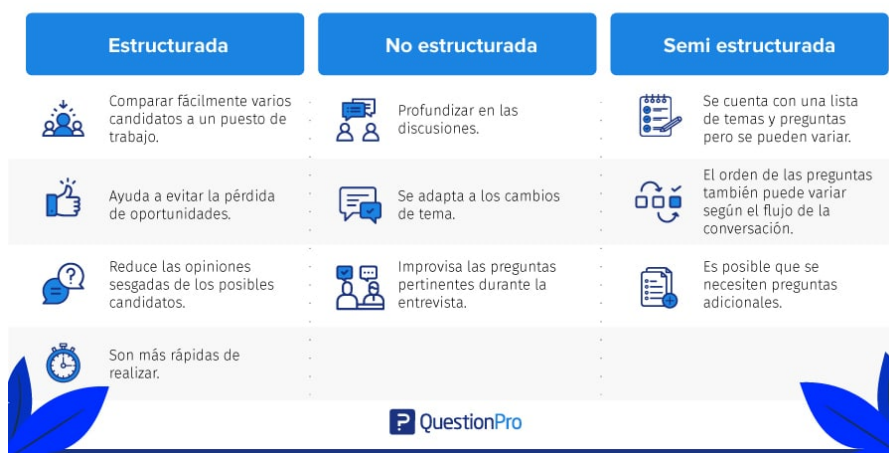 Estructurada
No estructurada
Semi estructurada
Comparar fácilmente varios
candidatos a un puesto de
trabajo.
Profundizar en las
discusiones.
Se cuenta con una lista
de temas y preguntas
pero se pueden variar.
Ayuda a evitar la pérdida
de oportunidades.
Se adapta a los cambios
de tema.
El orden de las preguntas
también puede variar
según el flujo de la
conversación.
Reduce las opiniones
sesgadas de los posibles
candidatos.
Improvisa las preguntas
pertinentes durante la
entrevista.
Es posible que se
necesiten preguntas
adicionales.
Son más rápidas de
realizar.
QuestionPro